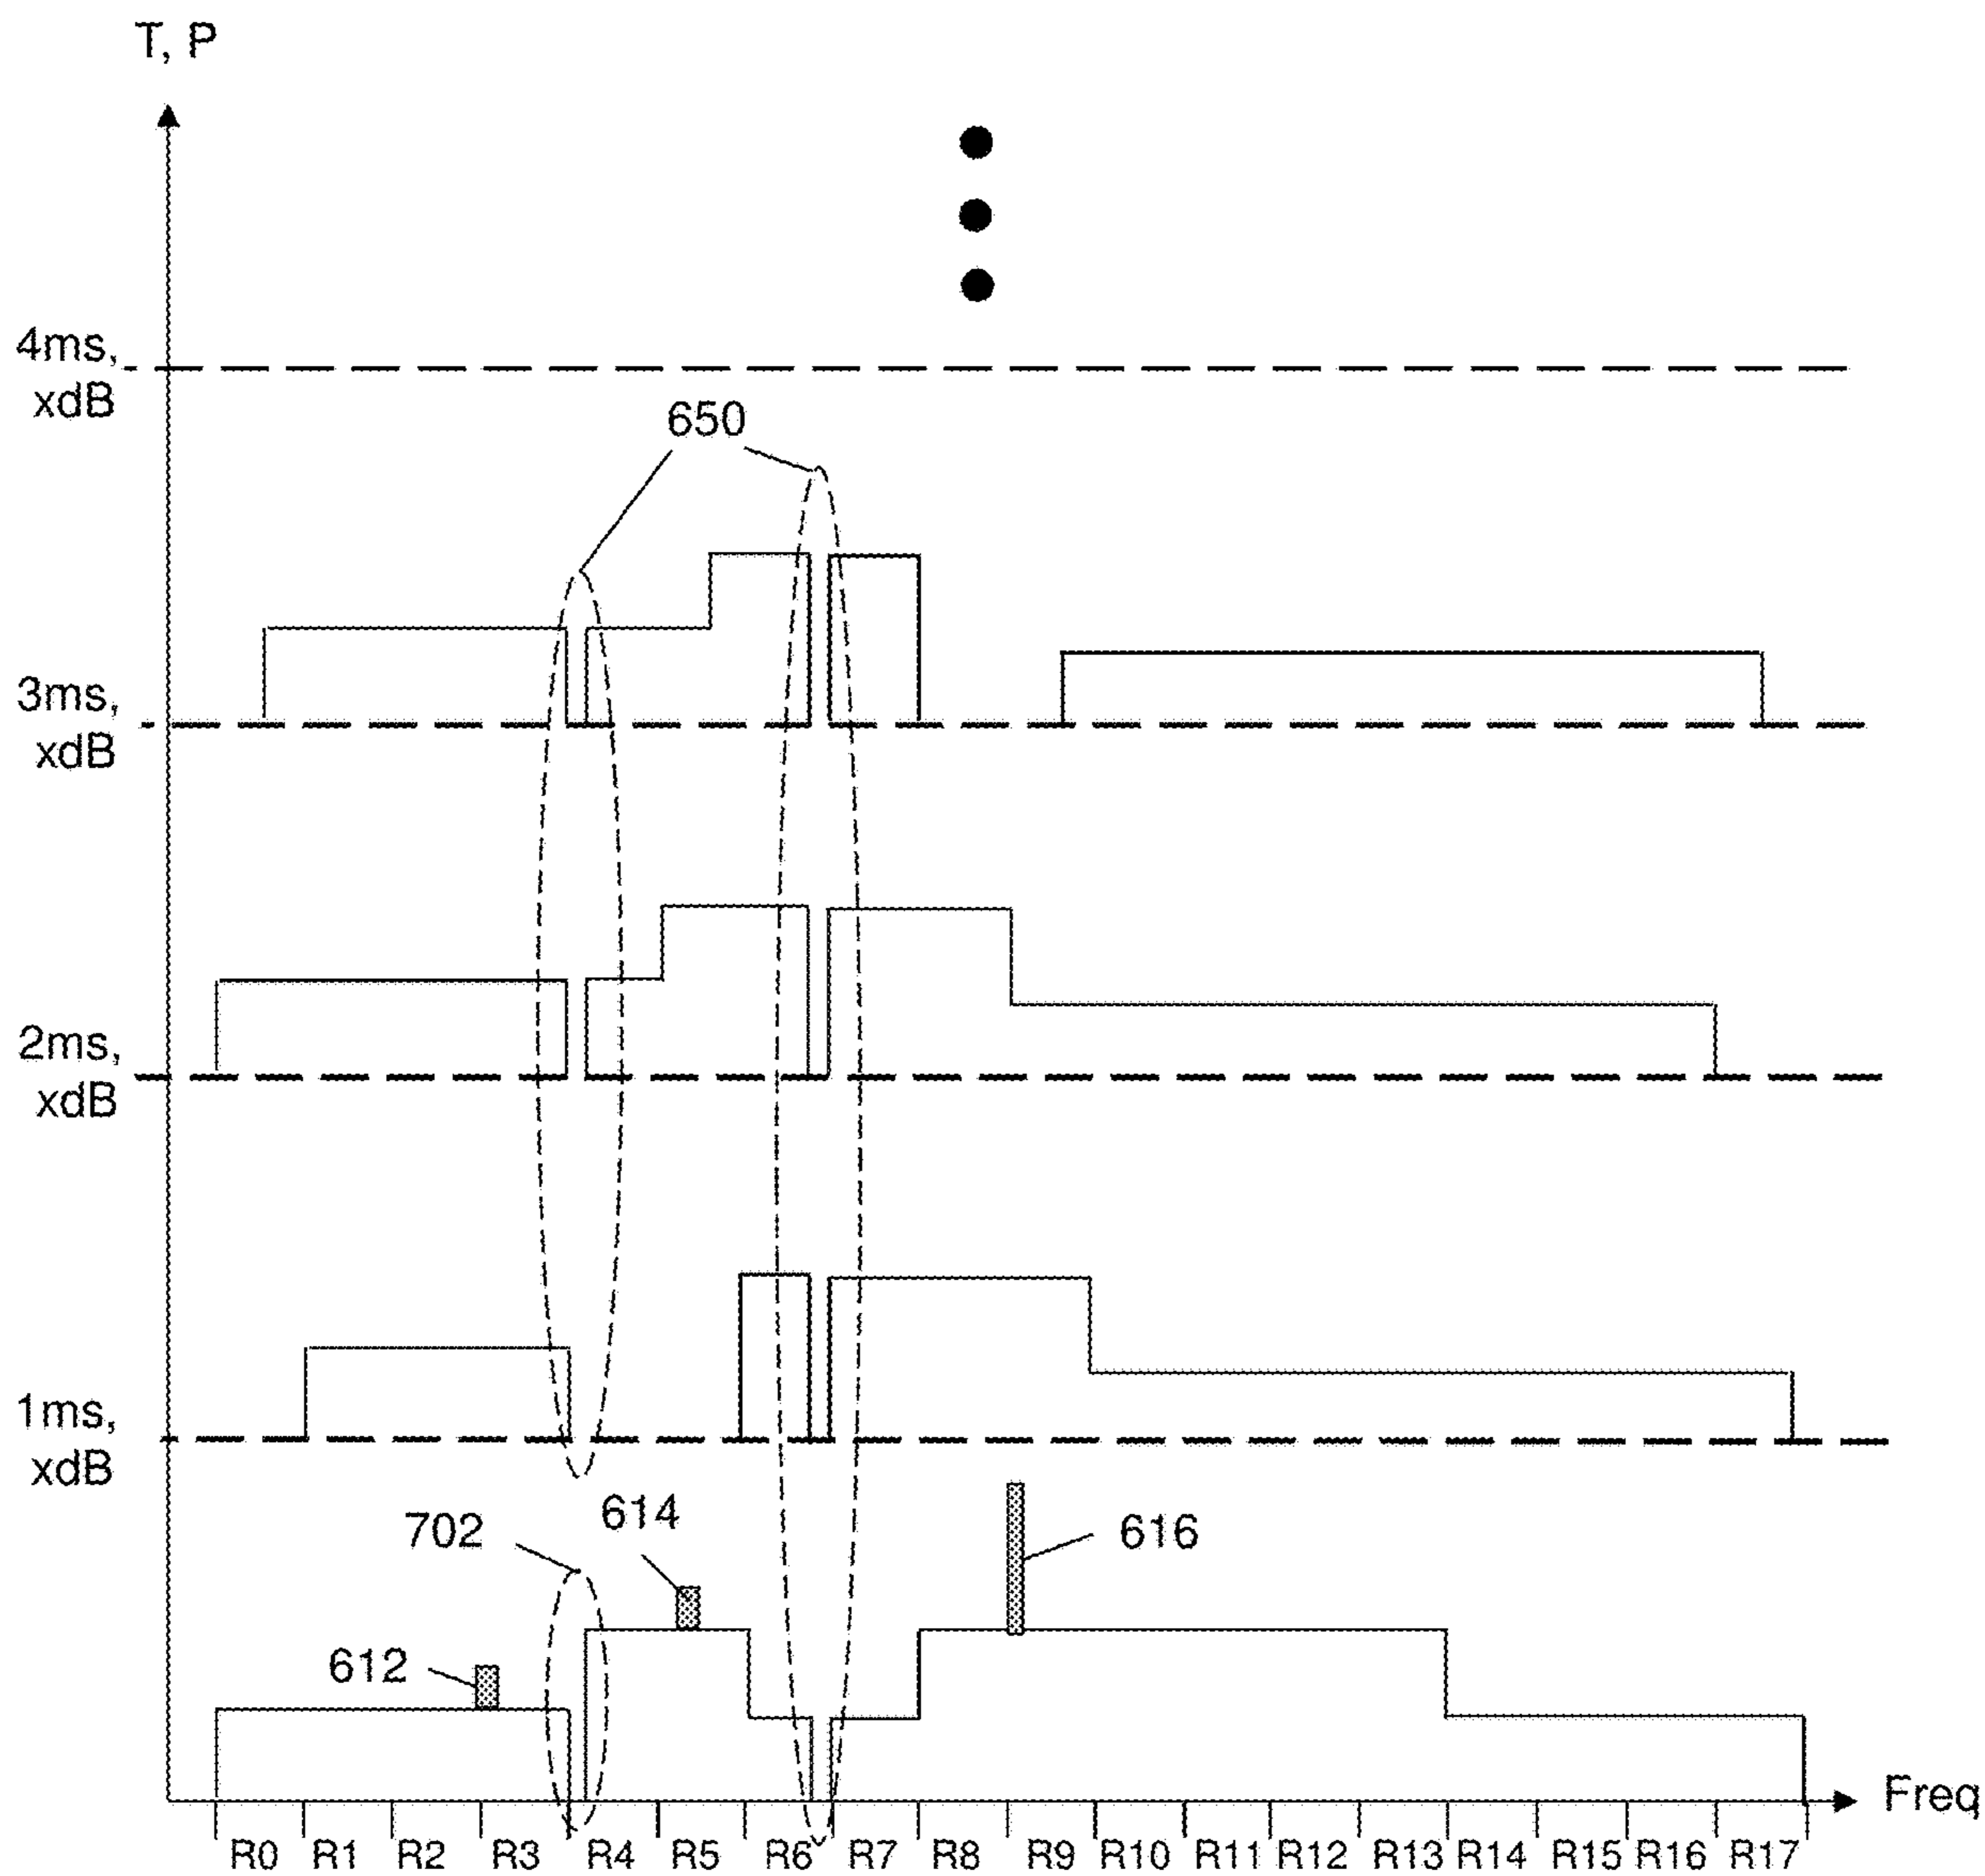 T, P
4ms,
xdB
650
3ms,
xdB
2ms,
xdB
1ms,
xdB
702
614
616
612
Freq
R0 R1 R2 R3 R4 R5 R6 R7 R8 R9 R10 R11 R12 R13 R14 R15 R16 R17